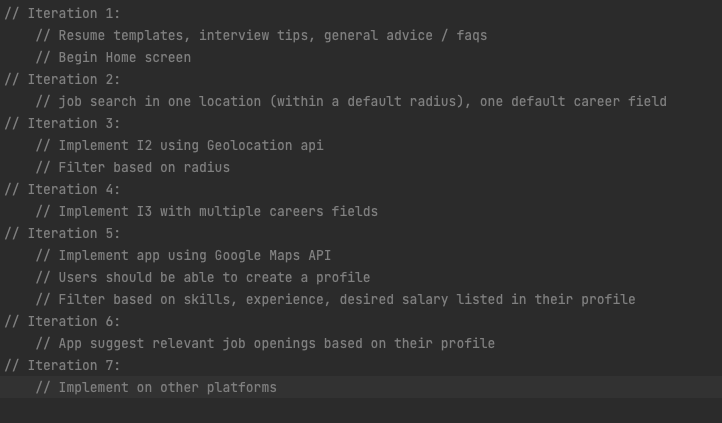 // Iteration 1:
// Resume templates, interview tips, general advice / faqs
// Begin Home screen
// Iteration 2:
// job search in one location (within a default radius), one default career field
// Iteration 3:
// Implement I2 using Geolocation api
// Filter based on radius
// Iteration 4:
// Implement I3 with multiple careers fields
// Iteration 5:
// Implement app using Google Maps API
// Users should be able to create a profile
// Filter based on skills, experience, desired salary listed in their profile
// Iteration 6:
// App suggest relevant job openings based on their profile
// Iteration 7:
// Implement on other platforms